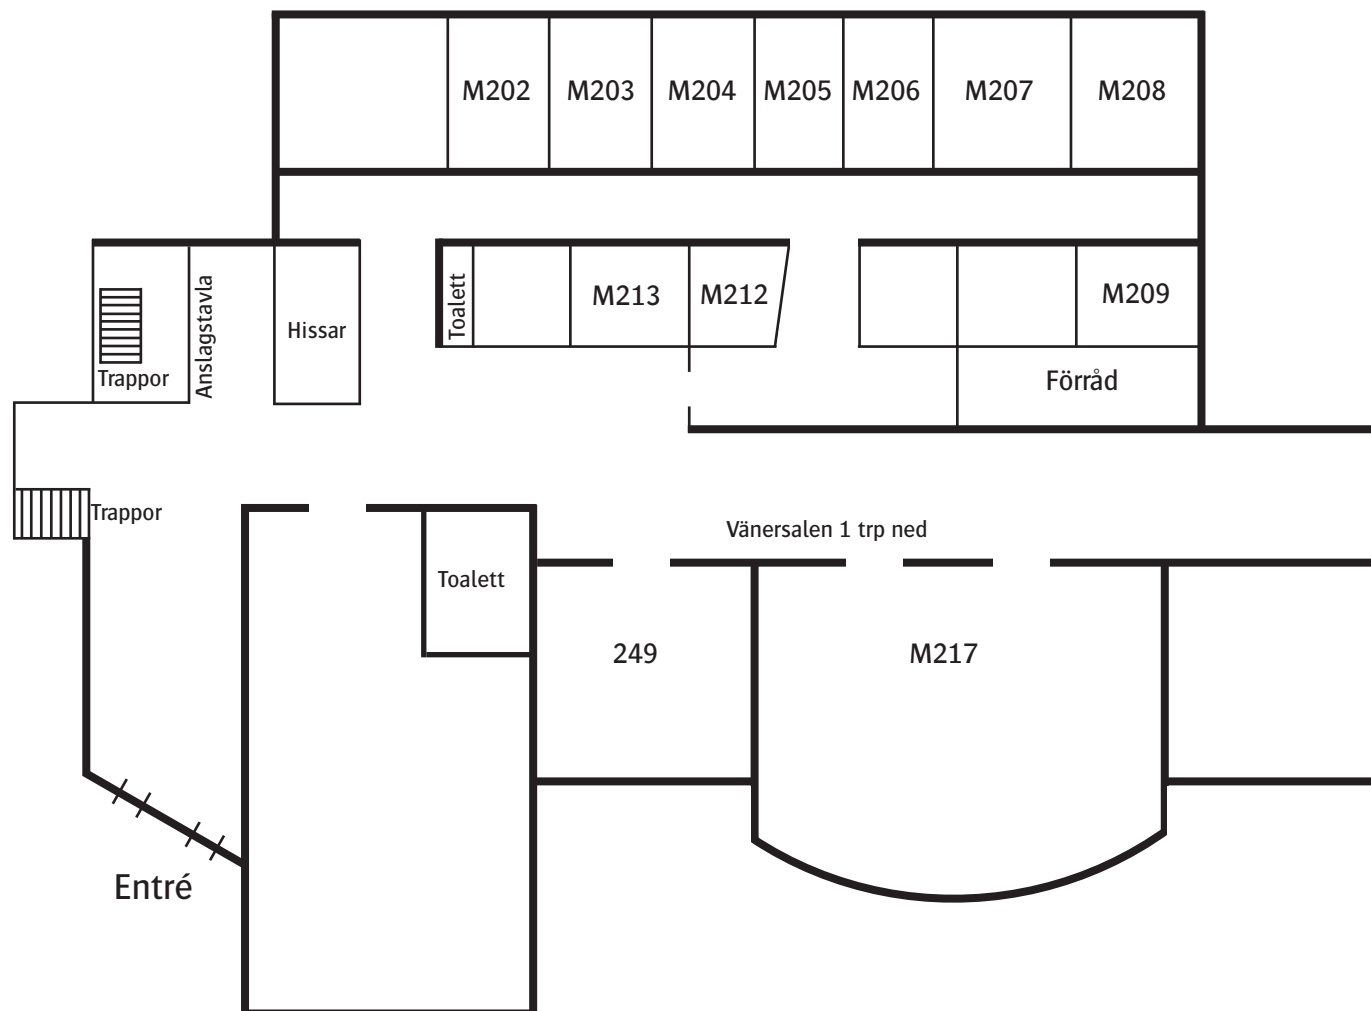 M202 M203 M204 M205 M206 M207 M208
Toalett M213 M212 M209
Anslagstavla
Hissar
Trappor
Förråd
Trappor
Vänersalen 1 trp ned
Toalett
249 M217
Entré